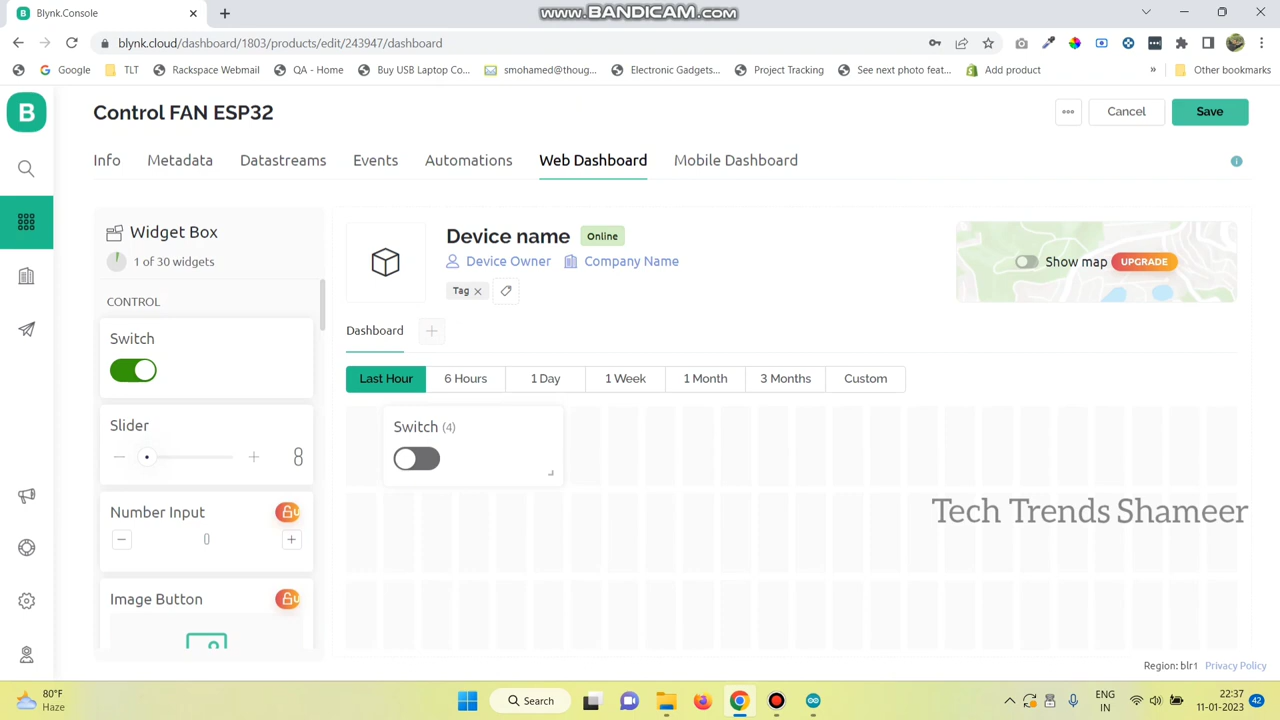 Blynk.Console
www.BANDICAM.com
blynk.cloud/dashboard/1803/products/edit/243947/dashboard
Google
TLT
Rackspace Webmail
QA - Home
Buy USB Laptop Co...
smohamed@thoug...
Electronic Gadgets...
Project Tracking
See next photo feat...
Add product
»
Other bookmarks
B
Control FAN ESP32
Cancel
Save
Info
Metadata
Datastreams
Events
Automations
Web Dashboard
Mobile Dashboard
Widget Box
1 of 30 widgets
CONTROL
Switch
Slider
Number Input
0
Image Button
Device name
Online
Device Owner
Company Name
Tag
Show map
UPGRADE
Dashboard
Last Hour
6 Hours
1 Day
1 Week
1 Month
3 Months
Custom
Switch (4)
Tech Trends Shameer
Region: blr1
Privacy Policy
80°F
Haze
Search
ENG
IN
22:37
11-01-2023
42